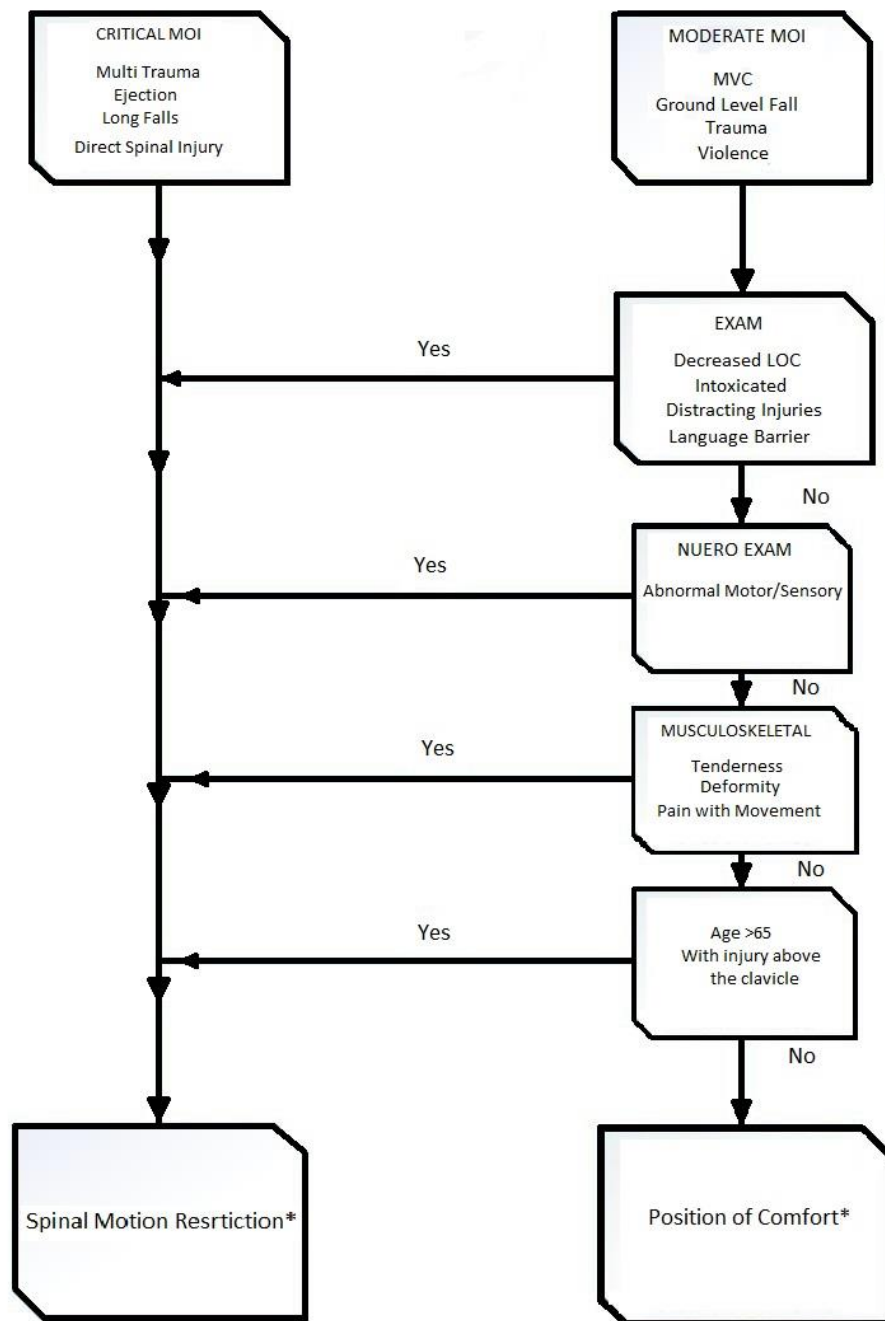 CRITICAL MOI
Multi Trauma
Ejection
Long Falls
Direct Spinal Injury
MODERATE MOI
MVC
Ground Level Fall
Trauma
Violence
EXAM
Decreased LOC
Intoxicated
Distracting Injuries
Language Barrier
Yes
No
NUERO EXAM
Abnormal Motor/Sensory
Yes
No
MUSCULOSKELETAL
Tenderness
Deformity
Pain with Movement
Yes
No
Age >65
With injury above
the clavicle
Yes
No
Spinal Motion Resrtiction*
Position of Comfort*